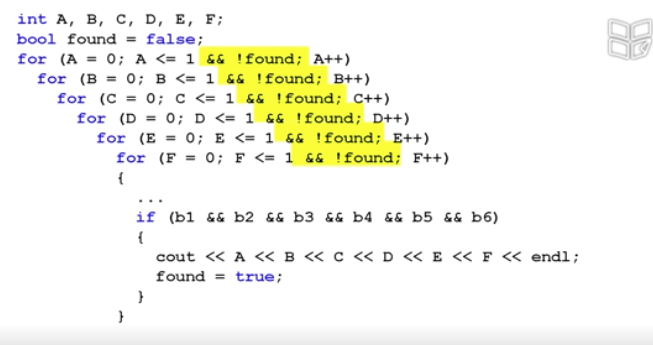 int A, B, C, D, E, F;
bool found = false;
for (A = 0; A <= 1 && !found; A++)
for (B = 0; B <= 1 && !found; B++)
for (C = 0; C <= 1 && !found; C++)
for (D = 0; D <= 1 && !found; D++)
for (E = 0; E <= 1 && !found; E++)
for (F = 0; F <= 1 && !found; F++)
{
...
if (b1 && b2 && b3 && b4 && b5 && b6)
{
cout << A << B << C << D << E << F << endl;
found = true;
}
}